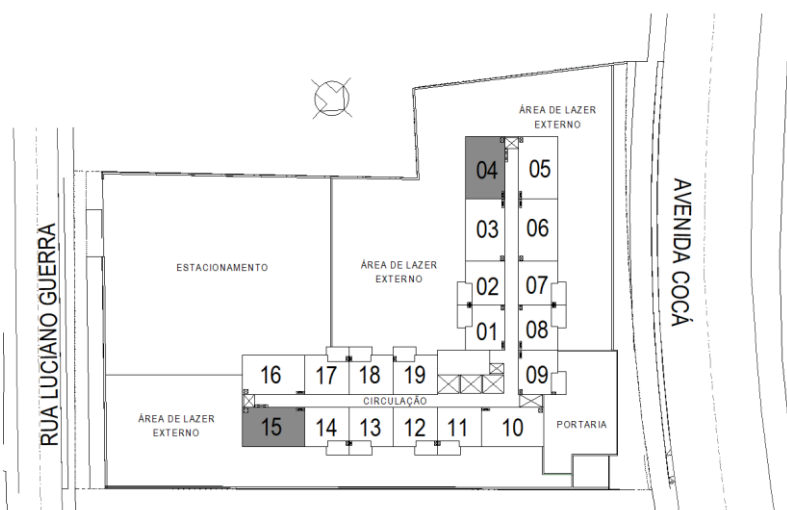 ÁREA DE LAZER
EXTERNO
04
05
AVENIDA COCÁ
03
06
RUA LUCIANO GUERRA
ESTACIONAMENTO
ÁREA DE LAZER
EXTERNO
02
07
01
08
16
17
18
19
09
CIRCULAÇÃO
ÁREA DE LAZER
EXTERNO
15
14
13
12
11
10
PORTARIA